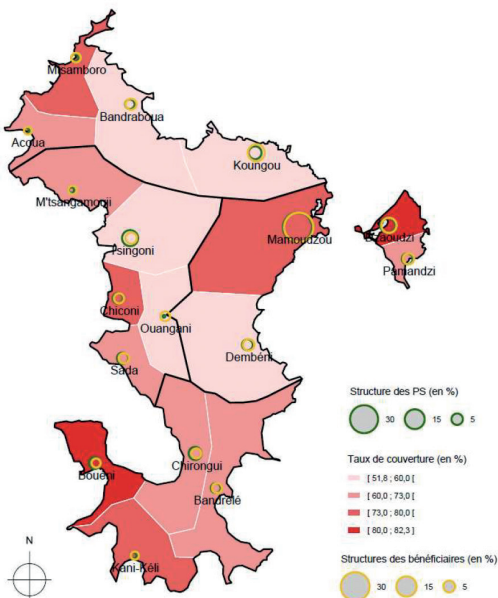 M'samboro
Bandraboua
Acoua
Koungou
M'tsangamouji
Mamoudzou
Dzaoudzi
Tsingoni
Pamandzi
Chiconi
Ouangani
Dembéni
Sada
Structure des PS (en %)
30 15 5
Taux de couverture (en %)
Chirongui
Bouéni
[ 51,8 ; 60,0 [
[ 60,0 ; 73,0 [
Bandrélé
[ 73,0 ; 80,0 [
[ 80,0 ; 82,3 [
N
Kani-Kéli
Structures des bénéficiaires (en %)
30 15 5